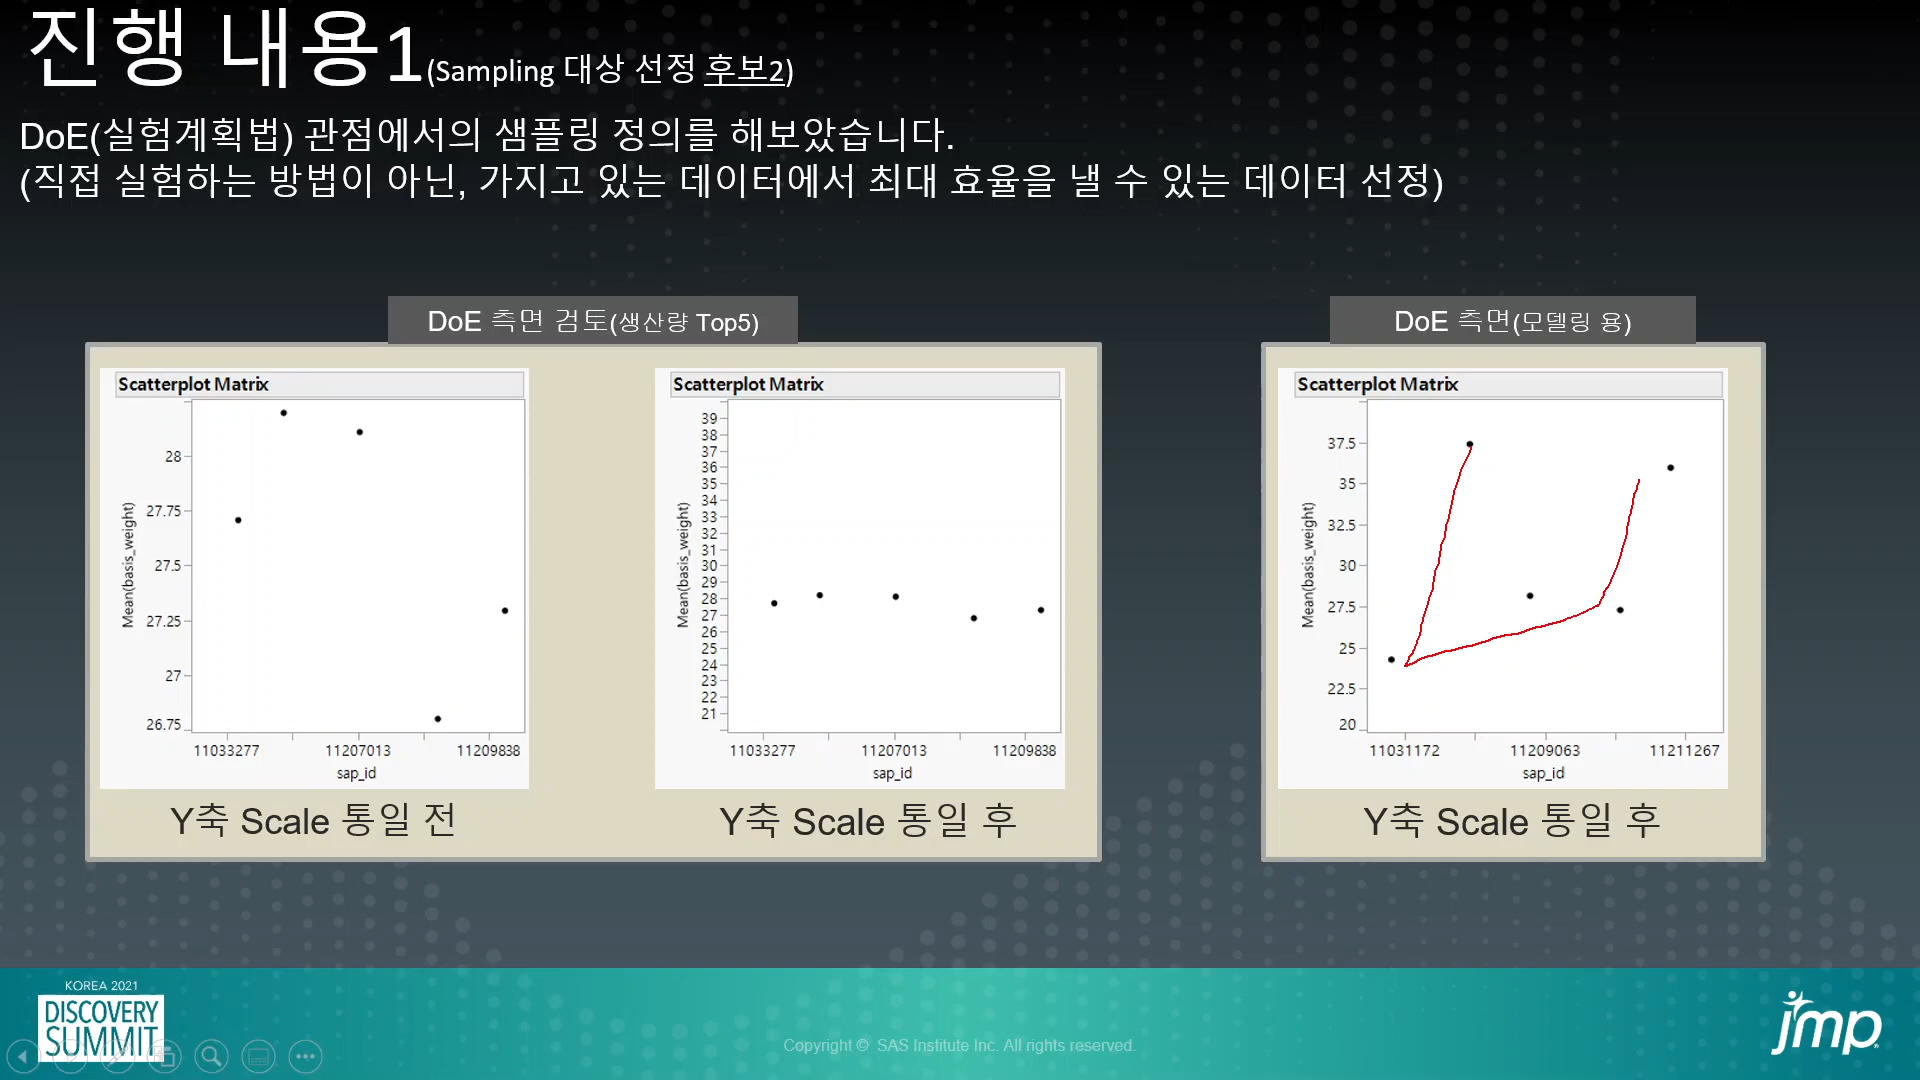 진행 내용1(Sampling 대상 선정 후보2)
DoE(실험계획법) 관점에서의 샘플링 정의를 해보았습니다.
(직접 실험하는 방법이 아닌, 가지고 있는 데이터에서 최대 효율을 낼 수 있는 데이터 선정)
DoE 측면 검토(생산량 Top5)
Scatterplot Matrix
Mean(basis_weight)
28
27.75
27.5
27.25
27
26.75
11033277 11207013 11209838
sap_id
Y축 Scale 통일 전
Scatterplot Matrix
Mean(basis_weight)
39
38
37
36
35
34
33
32
31
30
29
28
27
26
25
24
23
22
21
11033277 11207013 11209838
sap_id
Y축 Scale 통일 후
DoE 측면(모델링 용)
Scatterplot Matrix
Mean(basis_weight)
37.5
35
32.5
30
27.5
25
22.5
20
11031172 11209063 11211267
sap_id
Y축 Scale 통일 후
KOREA 2021
DISCOVERY
SUMMIT
Copyright © SAS Institute Inc. All rights reserved.
jmp